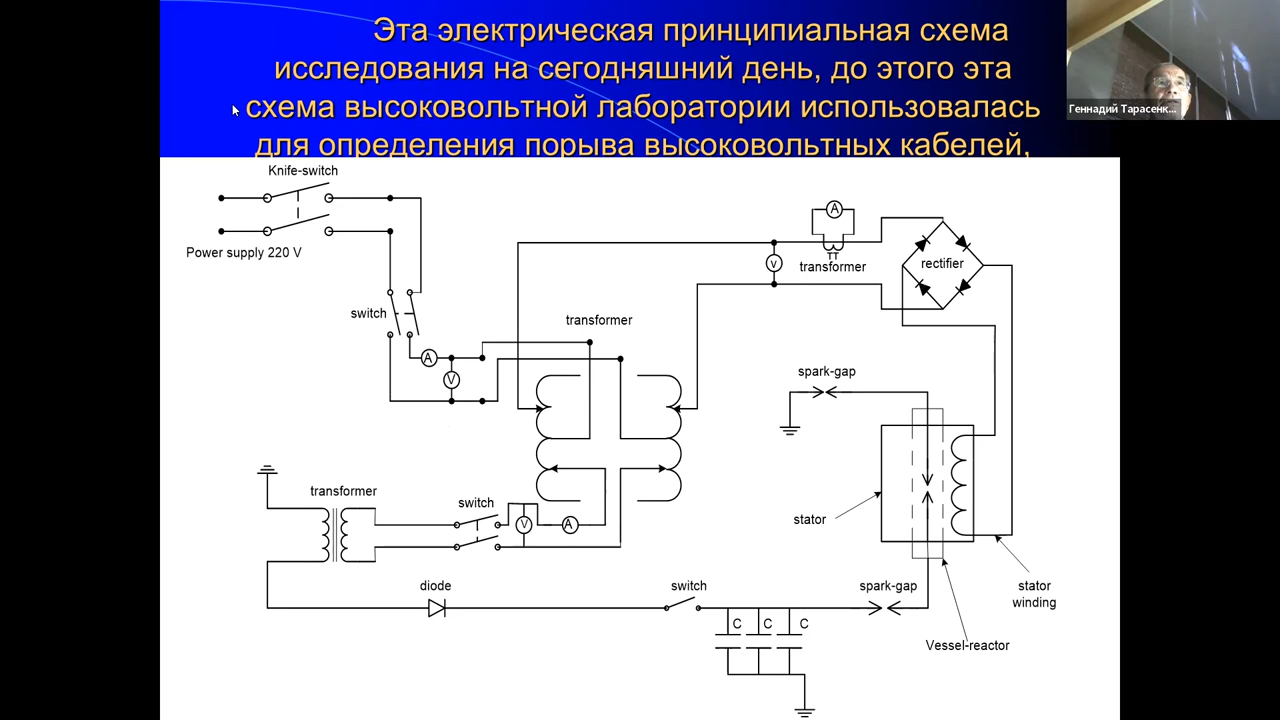 Эта электрическая принципиальная схема
исследования на сегодняшний день, до этого эта
схема высоковольтной лаборатории использовалась
для определения порыва высоковольтных кабелей,
Геннадий Тарасенк...
Knife-switch
Power supply 220 V
A
transformer
v
rectifier
switch
transformer
A
V
spark-gap
transformer
switch
V
A
stator
diode
switch
spark-gap
stator
winding
C
C
C
Vessel-reactor